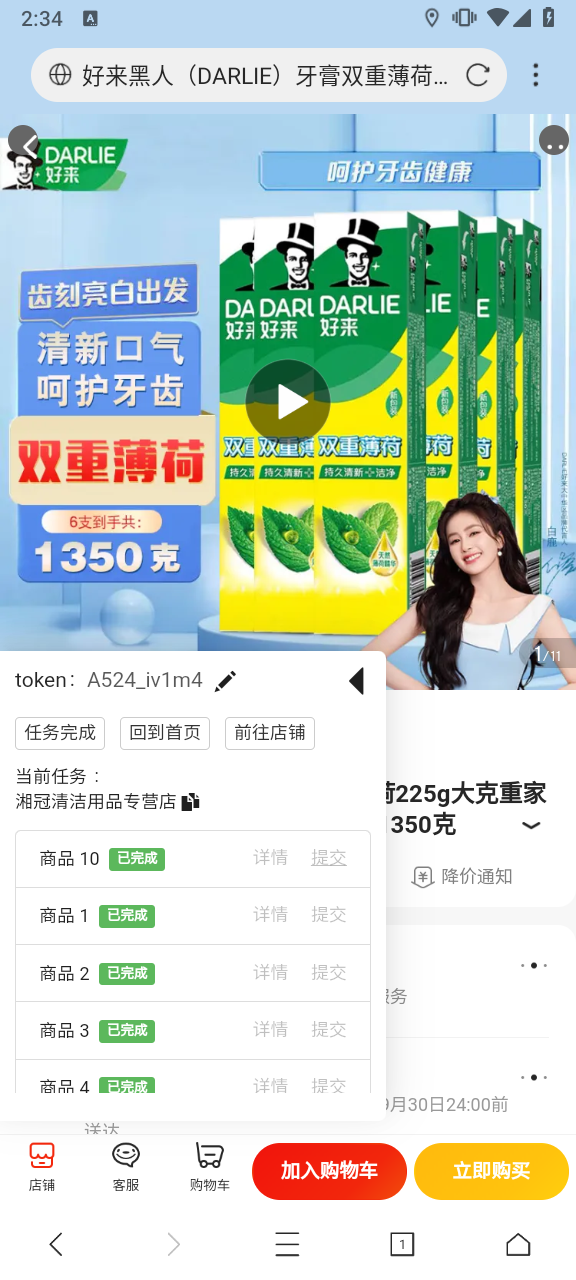 2:34
A
好来黑人（DARLIE）牙膏双重薄荷...
DARLIE
好来
呵护牙齿健康
齿刻亮白出发
清新口气
呵护牙齿
双重薄荷
6支到手共：
1350克
DARLIE
好来
新包装
双重薄荷
持久清新+洁净
天然
薄荷精华
白鹿
1/11
token： A524_iv1m4
任务完成
回到首页
前往店铺
当前任务 ：
湘冠清洁用品专营店
荷225g大克重家
1350克
降价通知
商品 10 已完成 详情 提交
商品 1 已完成 详情 提交
商品 2 已完成 详情 提交
服务
商品 3 已完成 详情 提交
商品 4 已完成 详情 提交
9月30日24:00前
送达
店铺
客服
购物车
加入购物车
立即购买
1